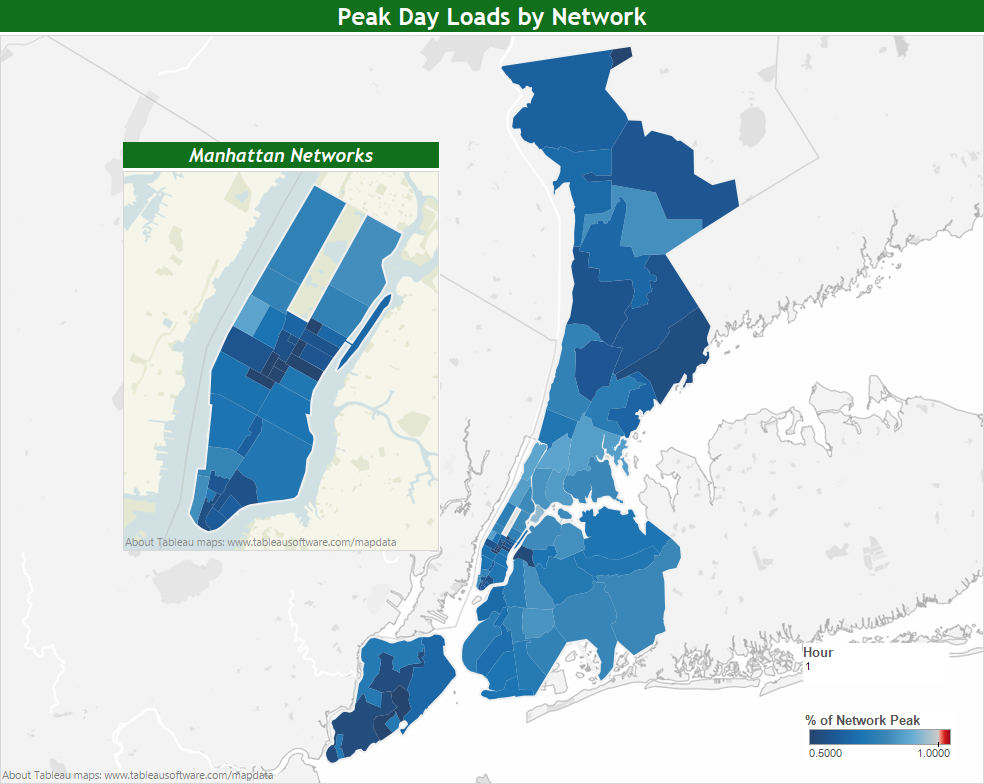 Peak Day Loads by Network
Manhattan Networks
About Tableau maps: www.tableausoftware.com/mapdata
Hour
1
% of Network Peak
0.5000 1.0000
About Tableau maps: www.tableausoftware.com/mapdata